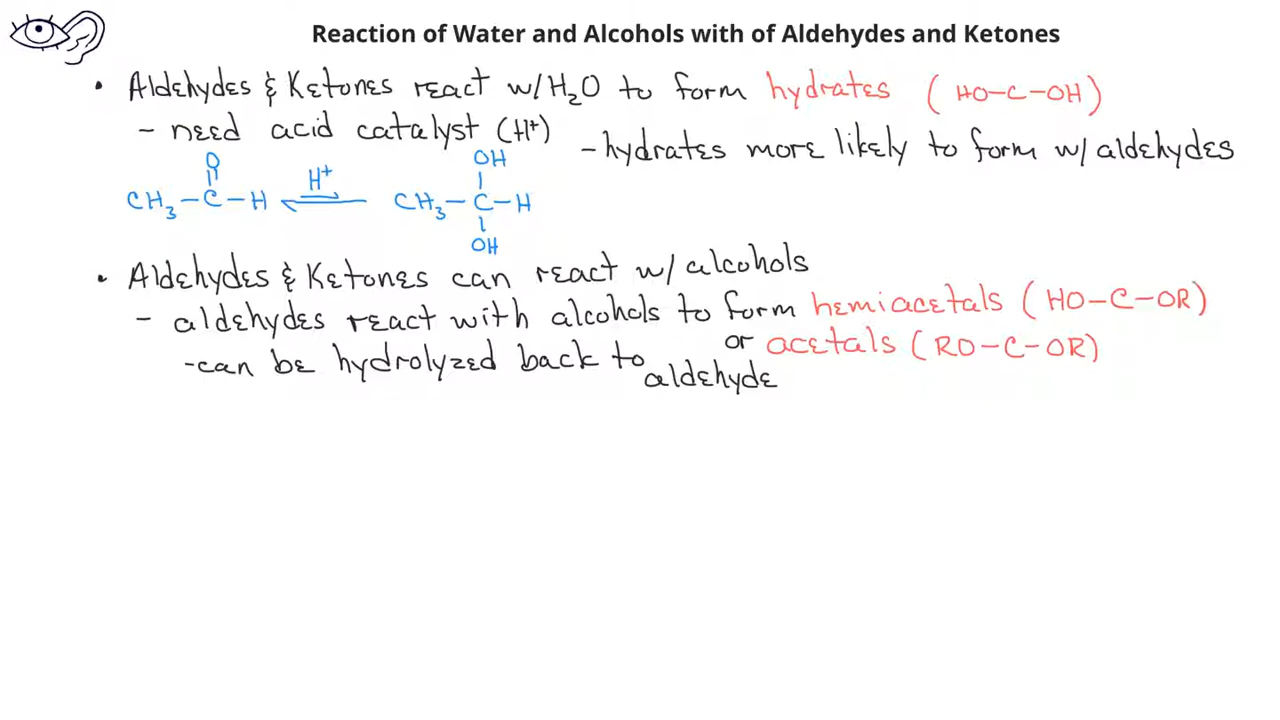 Reaction of Water and Alcohols with of Aldehydes and Ketones
• Aldehydes & Ketones react w/H₂O to form hydrates (HO–C–OH)
– need acid catalyst (H⁺)
– hydrates more likely to form w/ aldehydes
O
CH₃–C–H
H⁺
OH
CH₃–C–H
OH
• Aldehydes & Ketones can react w/ alcohols
– aldehydes react with alcohols to form hemiacetals (HO–C–OR)
or acetals (RO–C–OR)
-can be hydrolyzed back to
aldehyde